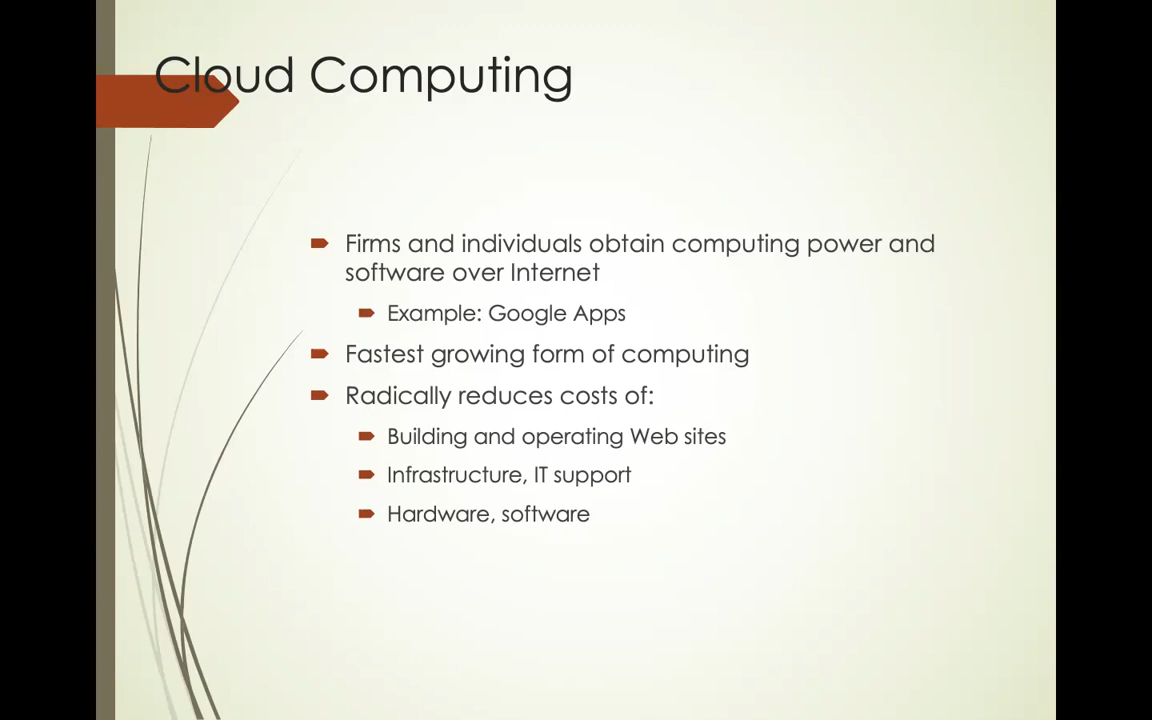 Cloud Computing
Firms and individuals obtain computing power and
software over Internet
Example: Google Apps
Fastest growing form of computing
Radically reduces costs of:
Building and operating Web sites
Infrastructure, IT support
Hardware, software